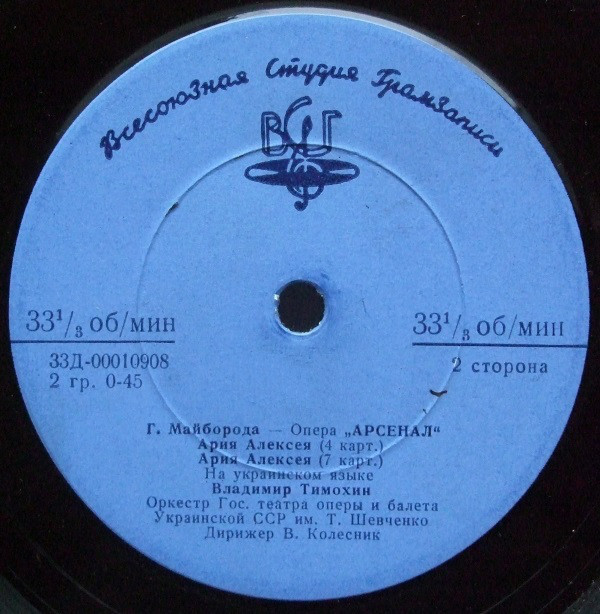 Всесоюзная Студия Грамзаписи
ВСГ
33¹/₃ об/мин
33¹/₃ об/мин
33Д-00010908
2 гр. 0-45
2 сторона
Г. Майборода — Опера „АРСЕНАЛ“
Ария Алексея (4 карт.)
Ария Алексея (7 карт.)
На украинском языке
Владимир Тимохин
Оркестр Гос. театра оперы и балета
Украинской ССР им. Т. Шевченко
Дирижер В. Колесник